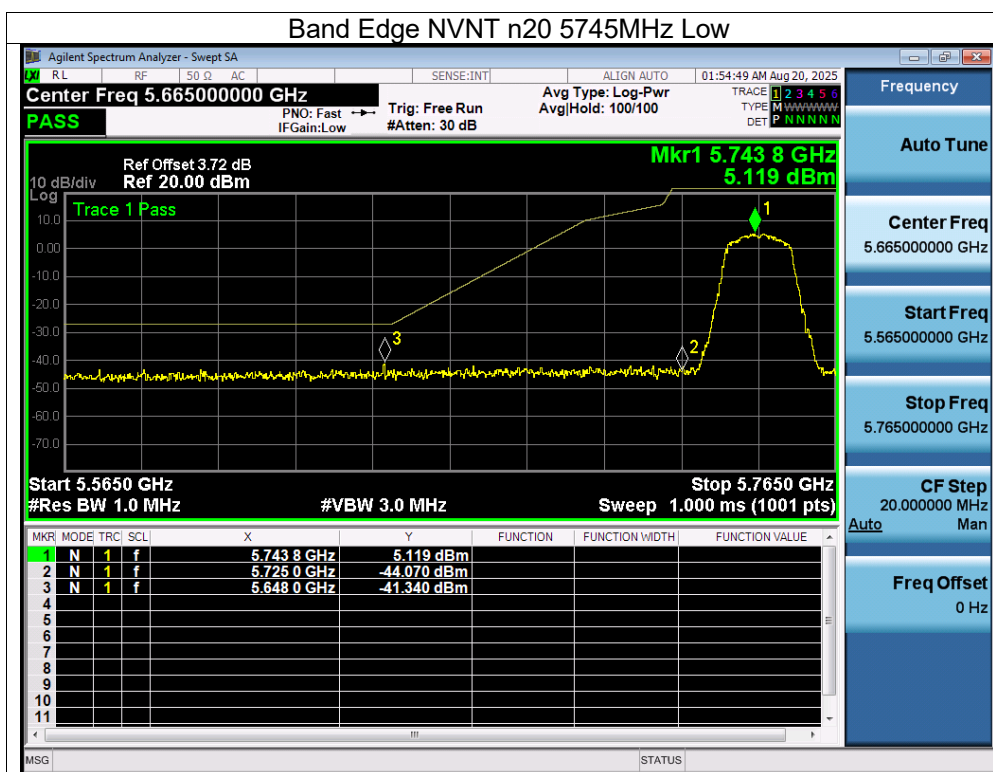 Band Edge NVNT n20 5745MHz Low
Agilent Spectrum Analyzer - Swept SA
LXI RL RF 50 Ω AC SENSE:INT ALIGN AUTO 01:54:49 AM Aug 20, 2025
Center Freq 5.665000000 GHz
PASS
PNO: Fast
IFGain:Low
Trig: Free Run
#Atten: 30 dB
Avg Type: Log-Pwr
Avg|Hold: 100/100
TRACE 1 2 3 4 5 6
TYPE M W W W W W
DET P N N N N N
Ref Offset 3.72 dB
10 dB/div Ref 20.00 dBm
Log
Mkr1 5.743 8 GHz
5.119 dBm
Trace 1 Pass
10.0
0.00
-10.0
-20.0
-30.0
-40.0
-50.0
-60.0
-70.0
1
2
3
Start 5.5650 GHz Stop 5.7650 GHz
#Res BW 1.0 MHz #VBW 3.0 MHz Sweep 1.000 ms (1001 pts)
MKR MODE TRC SCL X Y FUNCTION FUNCTION WIDTH FUNCTION VALUE
1 N 1 f 5.743 8 GHz 5.119 dBm
2 N 1 f 5.725 0 GHz -44.070 dBm
3 N 1 f 5.648 0 GHz -41.340 dBm
4
5
6
7
8
9
10
11
MSG STATUS
Frequency
Auto Tune
Center Freq
5.665000000 GHz
Start Freq
5.565000000 GHz
Stop Freq
5.765000000 GHz
CF Step
20.000000 MHz
Auto Man
Freq Offset
0 Hz